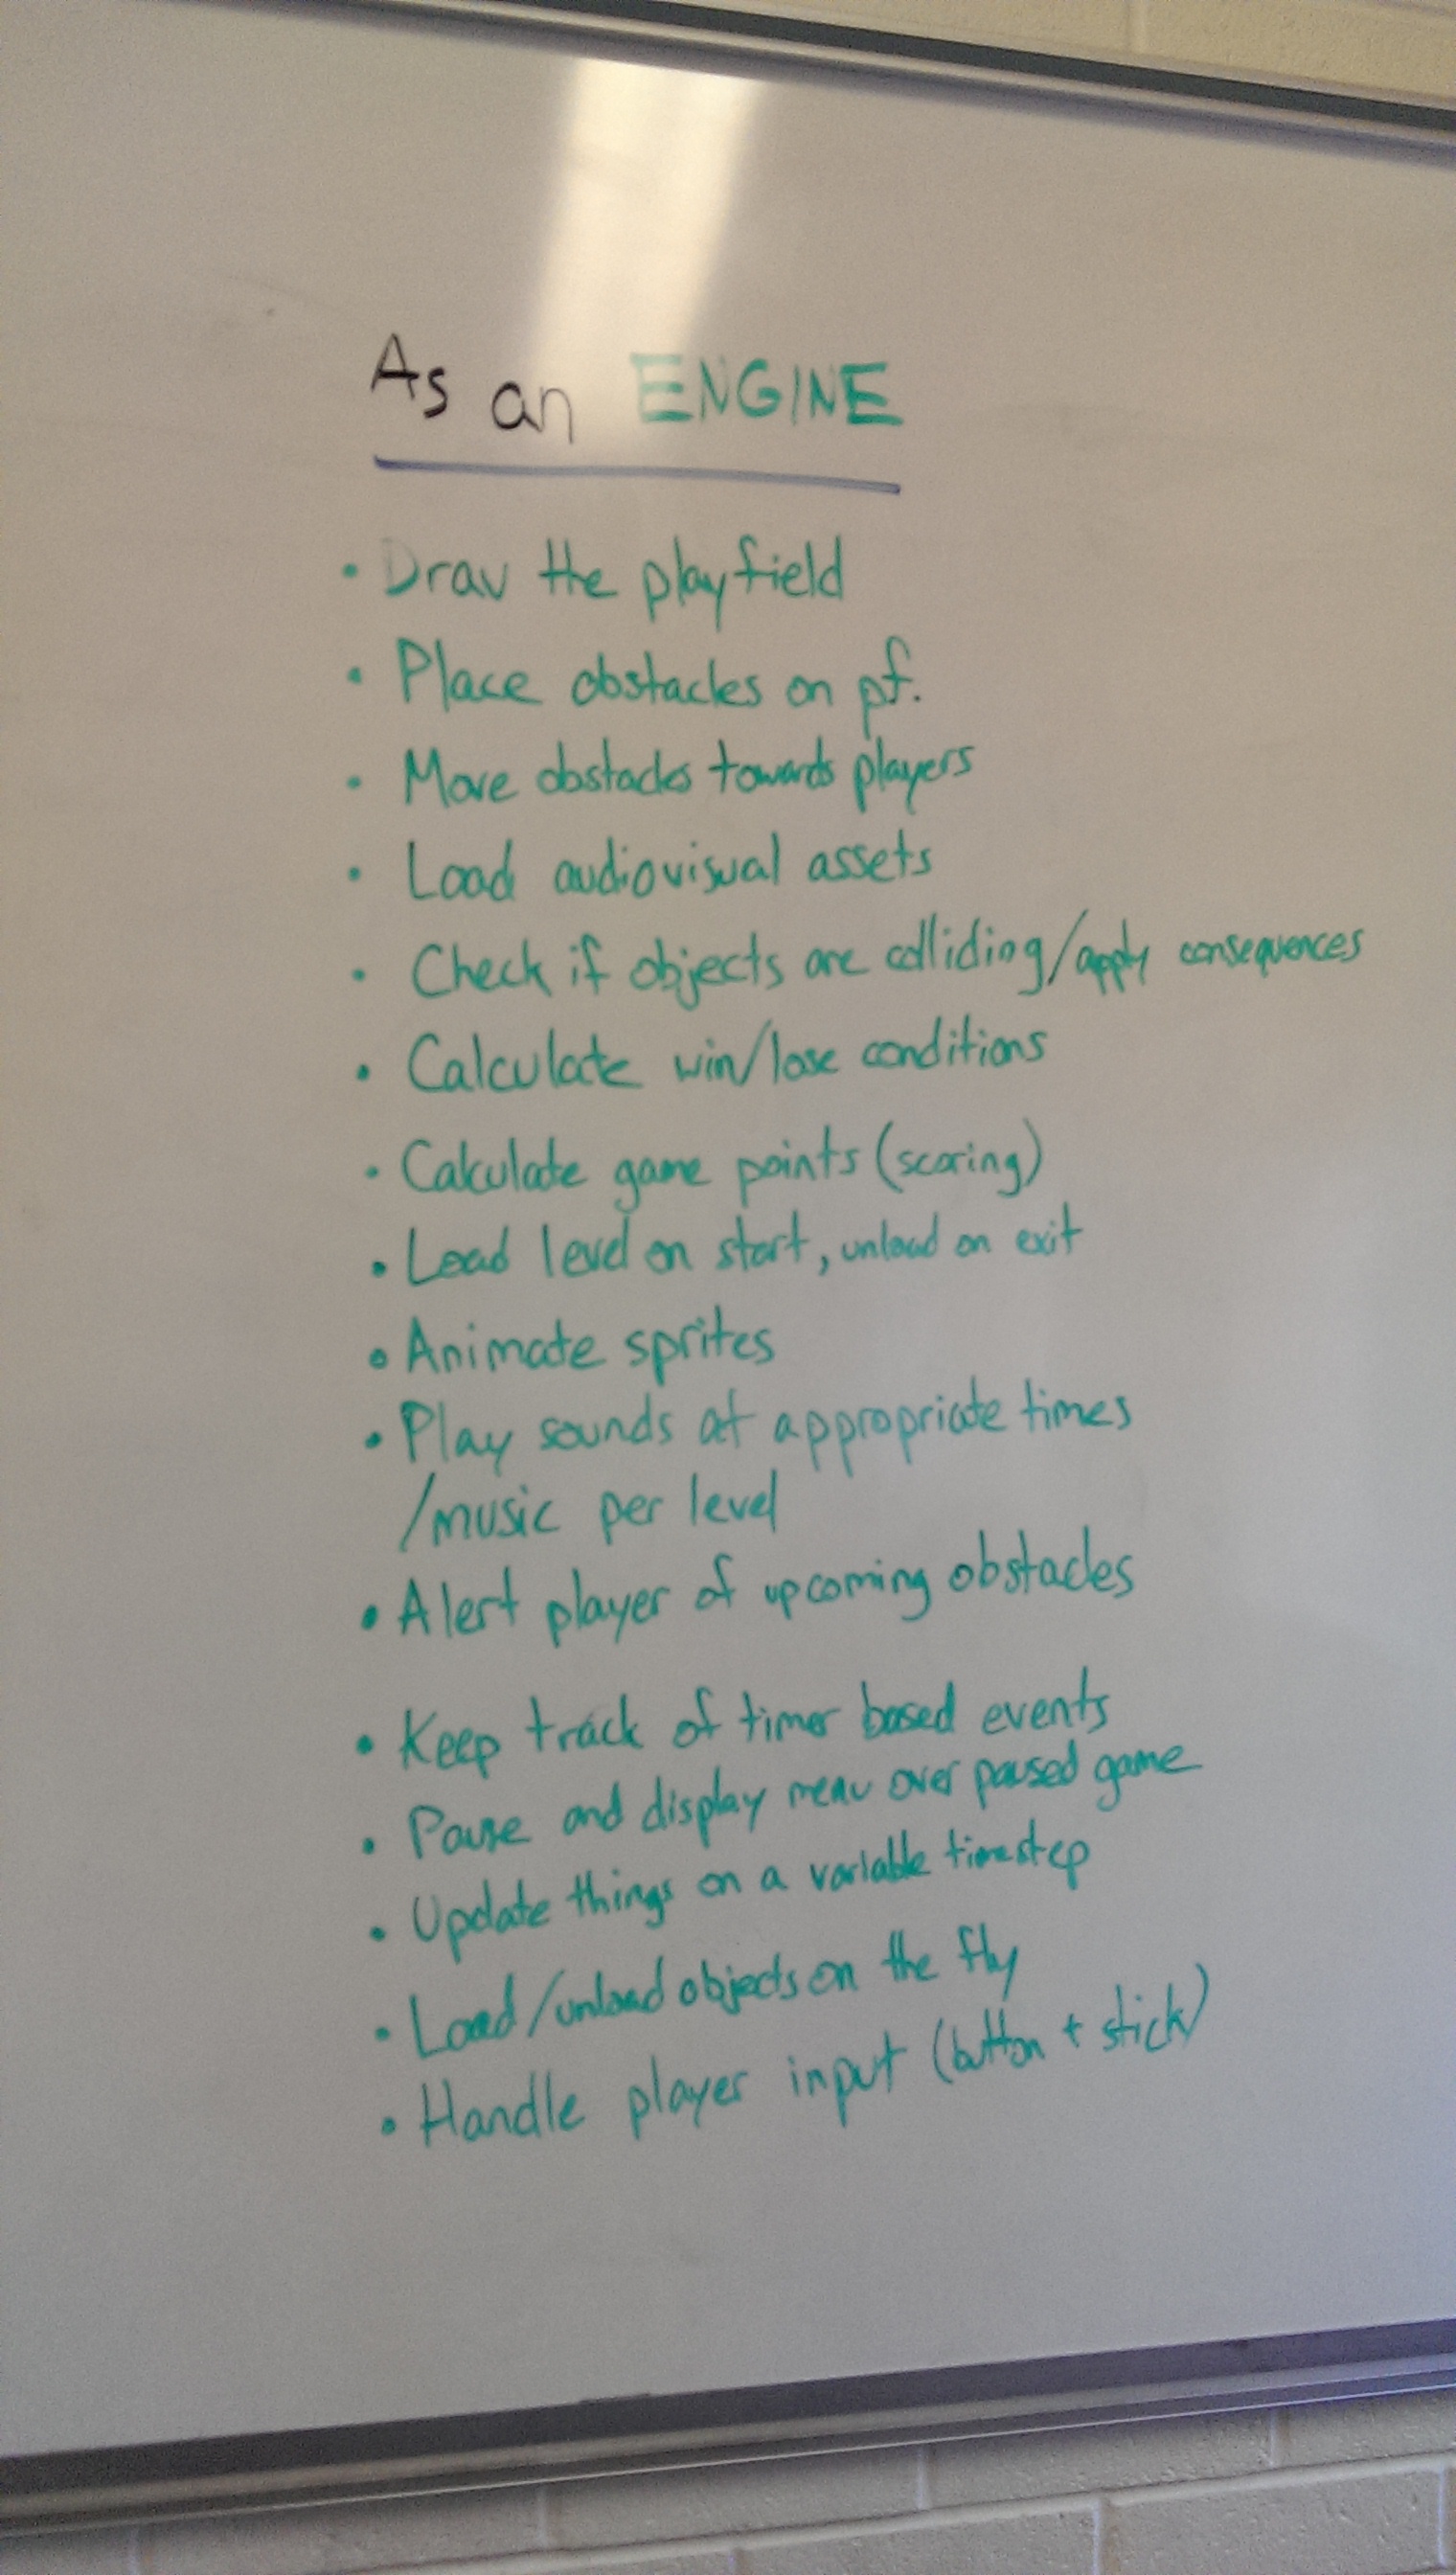 As an ENGINE
• Draw the playfield
• Place obstacles on pf.
• Move obstacles towards players
• Load audiovisual assets
• Check if objects are colliding/apply consequences
• Calculate win/lose conditions
• Calculate game points (scoring)
• Load level on start, unload on exit
• Animate sprites
• Play sounds at appropriate times
/music per level
• Alert player of upcoming obstacles
• Keep track of timer based events
• Pause and display menu over paused game
• Update things on a variable timestep
• Load/unload objects on the fly
• Handle player input (button + stick)